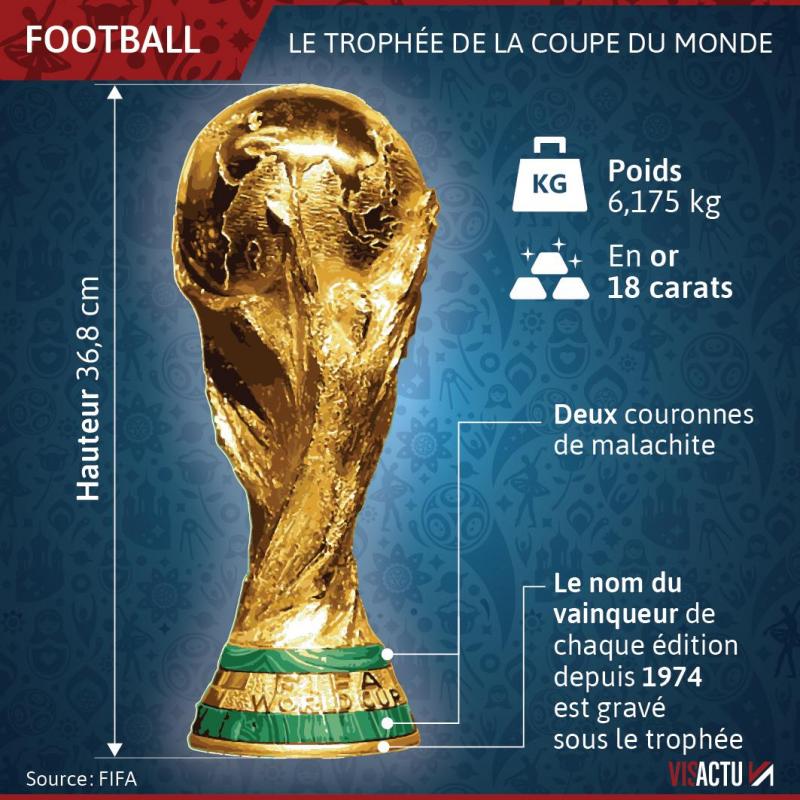 FOOTBALL
LE TROPHÉE DE LA COUPE DU MONDE
KG
Poids
6,175 kg
En or
18 carats
Hauteur 36,8 cm
Deux couronnes
de malachite
Le nom du
vainqueur de
chaque édition
depuis 1974
est gravé
sous le trophée
FIFA
WORLD CUP
Source: FIFA
VISACTU